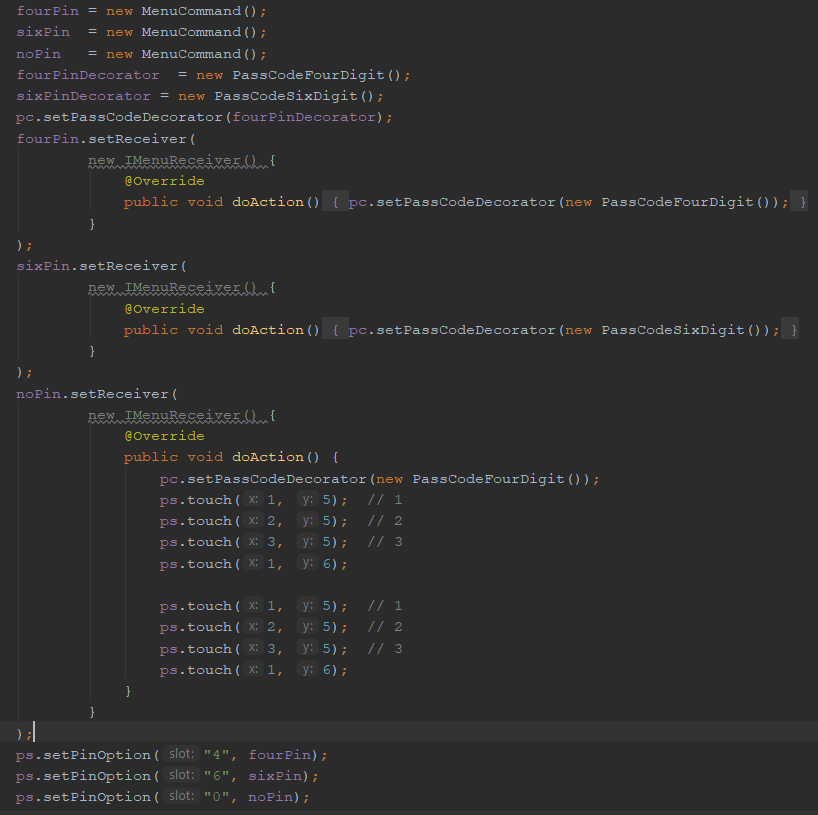 fourPin = new MenuCommand();
sixPin = new MenuCommand();
noPin = new MenuCommand();
fourPinDecorator = new PassCodeFourDigit();
sixPinDecorator = new PassCodeSixDigit();
pc.setPassCodeDecorator(fourPinDecorator);
fourPin.setReceiver(
new IMenuReceiver() {
@Override
public void doAction() { pc.setPassCodeDecorator(new PassCodeFourDigit()); }
}
);
sixPin.setReceiver(
new IMenuReceiver() {
@Override
public void doAction() { pc.setPassCodeDecorator(new PassCodeSixDigit()); }
}
);
noPin.setReceiver(
new IMenuReceiver() {
@Override
public void doAction() {
pc.setPassCodeDecorator(new PassCodeFourDigit());
ps.touch( x: 1, y: 5); // 1
ps.touch( x: 2, y: 5); // 2
ps.touch( x: 3, y: 5); // 3
ps.touch( x: 1, y: 6);
ps.touch( x: 1, y: 5); // 1
ps.touch( x: 2, y: 5); // 2
ps.touch( x: 3, y: 5); // 3
ps.touch( x: 1, y: 6);
}
}
);
ps.setPinOption( slot: "4", fourPin);
ps.setPinOption( slot: "6", sixPin);
ps.setPinOption( slot: "0", noPin);